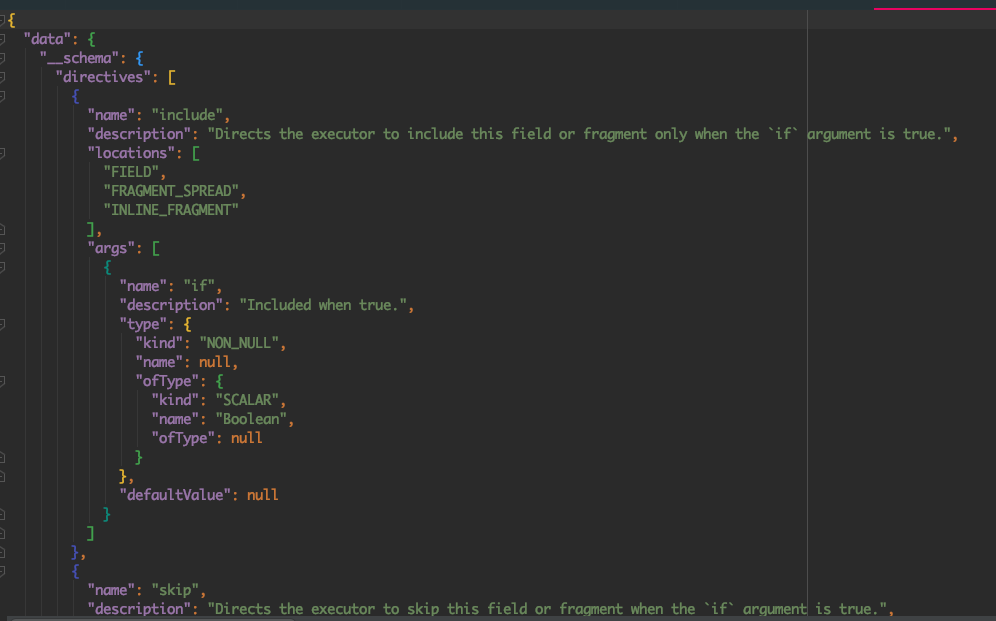 {
"data": {
"__schema": {
"directives": [
{
"name": "include",
"description": "Directs the executor to include this field or fragment only when the `if` argument is true.",
"locations": [
"FIELD",
"FRAGMENT_SPREAD",
"INLINE_FRAGMENT"
],
"args": [
{
"name": "if",
"description": "Included when true.",
"type": {
"kind": "NON_NULL",
"name": null,
"ofType": {
"kind": "SCALAR",
"name": "Boolean",
"ofType": null
}
},
"defaultValue": null
}
]
},
{
"name": "skip",
"description": "Directs the executor to skip this field or fragment when the `if` argument is true.",